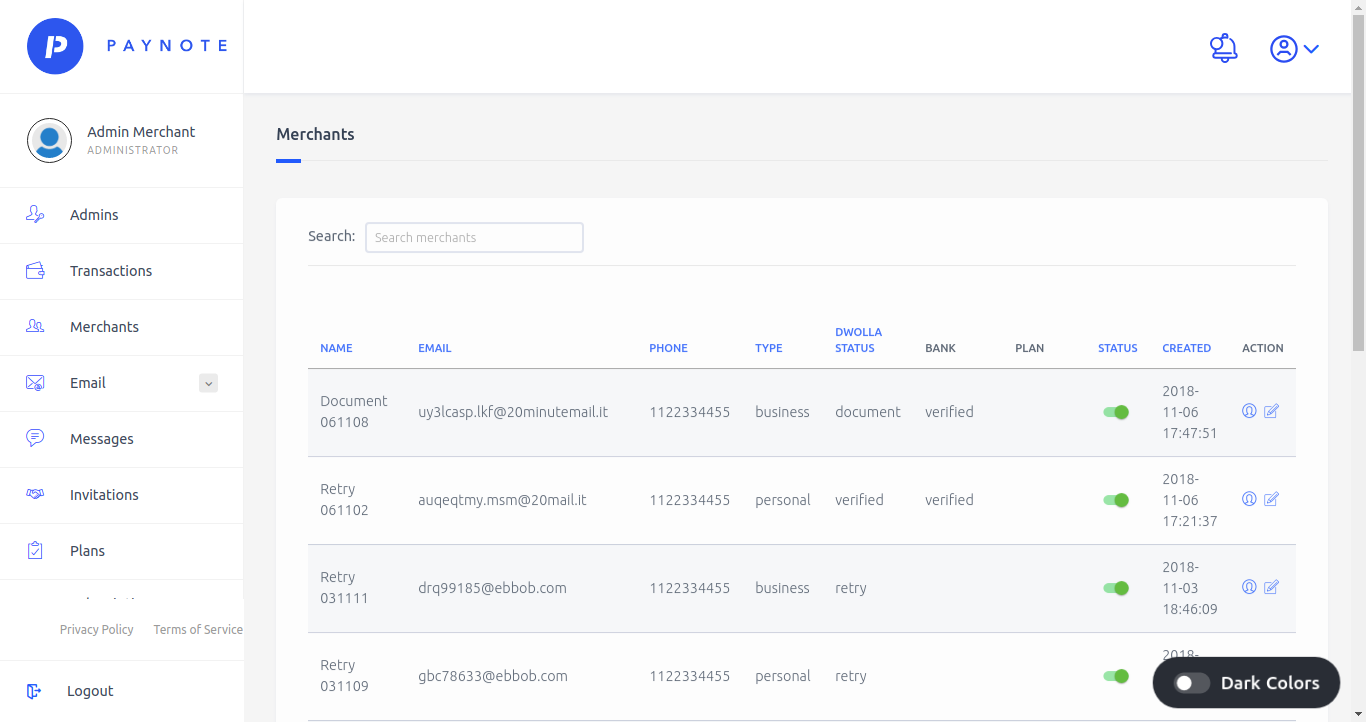 PAYNOTE
Admin Merchant
ADMINISTRATOR
Admins
Transactions
Merchants
Email
Messages
Invitations
Plans
Privacy Policy Terms of Service
Logout
Merchants
Search: Search merchants
NAME EMAIL PHONE TYPE DWOLLA STATUS BANK PLAN STATUS CREATED ACTION
Document 061108 uy3lcasp.lkf@20minutemail.it 1122334455 business document verified 2018-11-06 17:47:51
Retry 061102 auqeqtmy.msm@20mail.it 1122334455 personal verified verified 2018-11-06 17:21:37
Retry 031111 drq99185@ebbob.com 1122334455 business retry 2018-11-03 18:46:09
Retry 031109 gbc78633@ebbob.com 1122334455 personal retry 2018-
Dark Colors